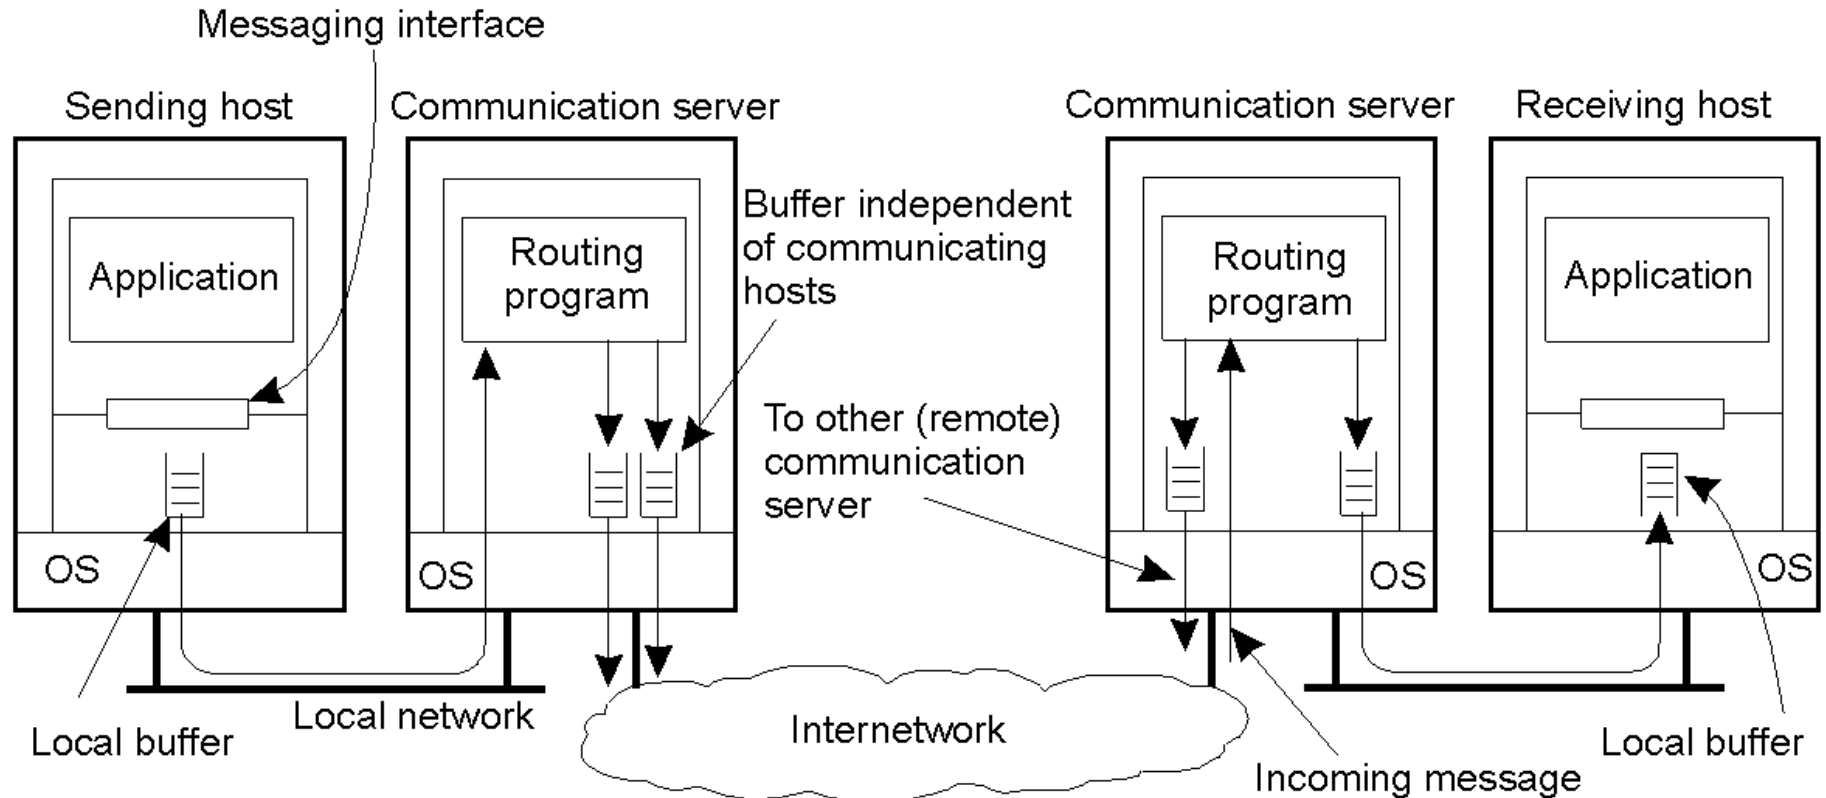 Messaging interface
Sending host
Communication server
Communication server
Receiving host
Application
Routing
program
Buffer independent
of communicating
hosts
Routing
program
Application
To other (remote)
communication
server
OS
OS
OS
OS
Local buffer
Local network
Internetwork
Incoming message
Local buffer